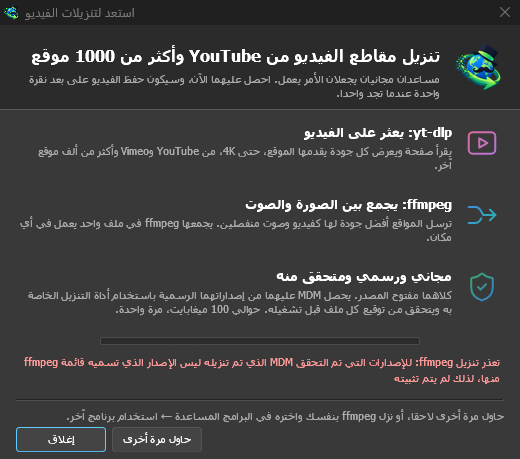 استعد لتنزيلات الفيديو
تنزيل مقاطع الفيديو من YouTube وأكثر من 1000 موقع
مساعدان مجانيان يجعلان الأمر يعمل. احصل عليهما الآن، وسيكون حفظ الفيديو على بعد نقرة
واحدة عندما تجد واحدا.
yt-dlp: يعثر على الفيديو
يقرأ صفحة ويعرض كل جودة يقدمها الموقع، حتى 4K، من YouTube وVimeo وأكثر من ألف موقع
آخر.
ffmpeg: يجمع بين الصورة والصوت
ترسل المواقع أفضل جودة لها كفيديو وصوت منفصلين. يجمعها ffmpeg في ملف واحد يعمل في أي
مكان.
مجاني ورسمي ومتحقق منه
كلاهما مفتوح المصدر. يحصل MDM عليهما من إصداراتهما الرسمية باستخدام أداة التنزيل الخاصة
به ويتحقق من توقيع كل ملف قبل تشغيله. حوالي 100 ميغابايت، مرة واحدة.
تعذر تنزيل ffmpeg: للإصدارات التي تم التحقق MDM الذي تم تنزيله ليس الإصدار الذي تسميه قائمة ffmpeg
منها، لذلك لم يتم تثبيته
حاول مرة أخرى لاحقا، أو نزل ffmpeg بنفسك واختره في البرامج المساعدة ← استخدام برنامج آخر.
حاول مرة أخرى
إغلاق